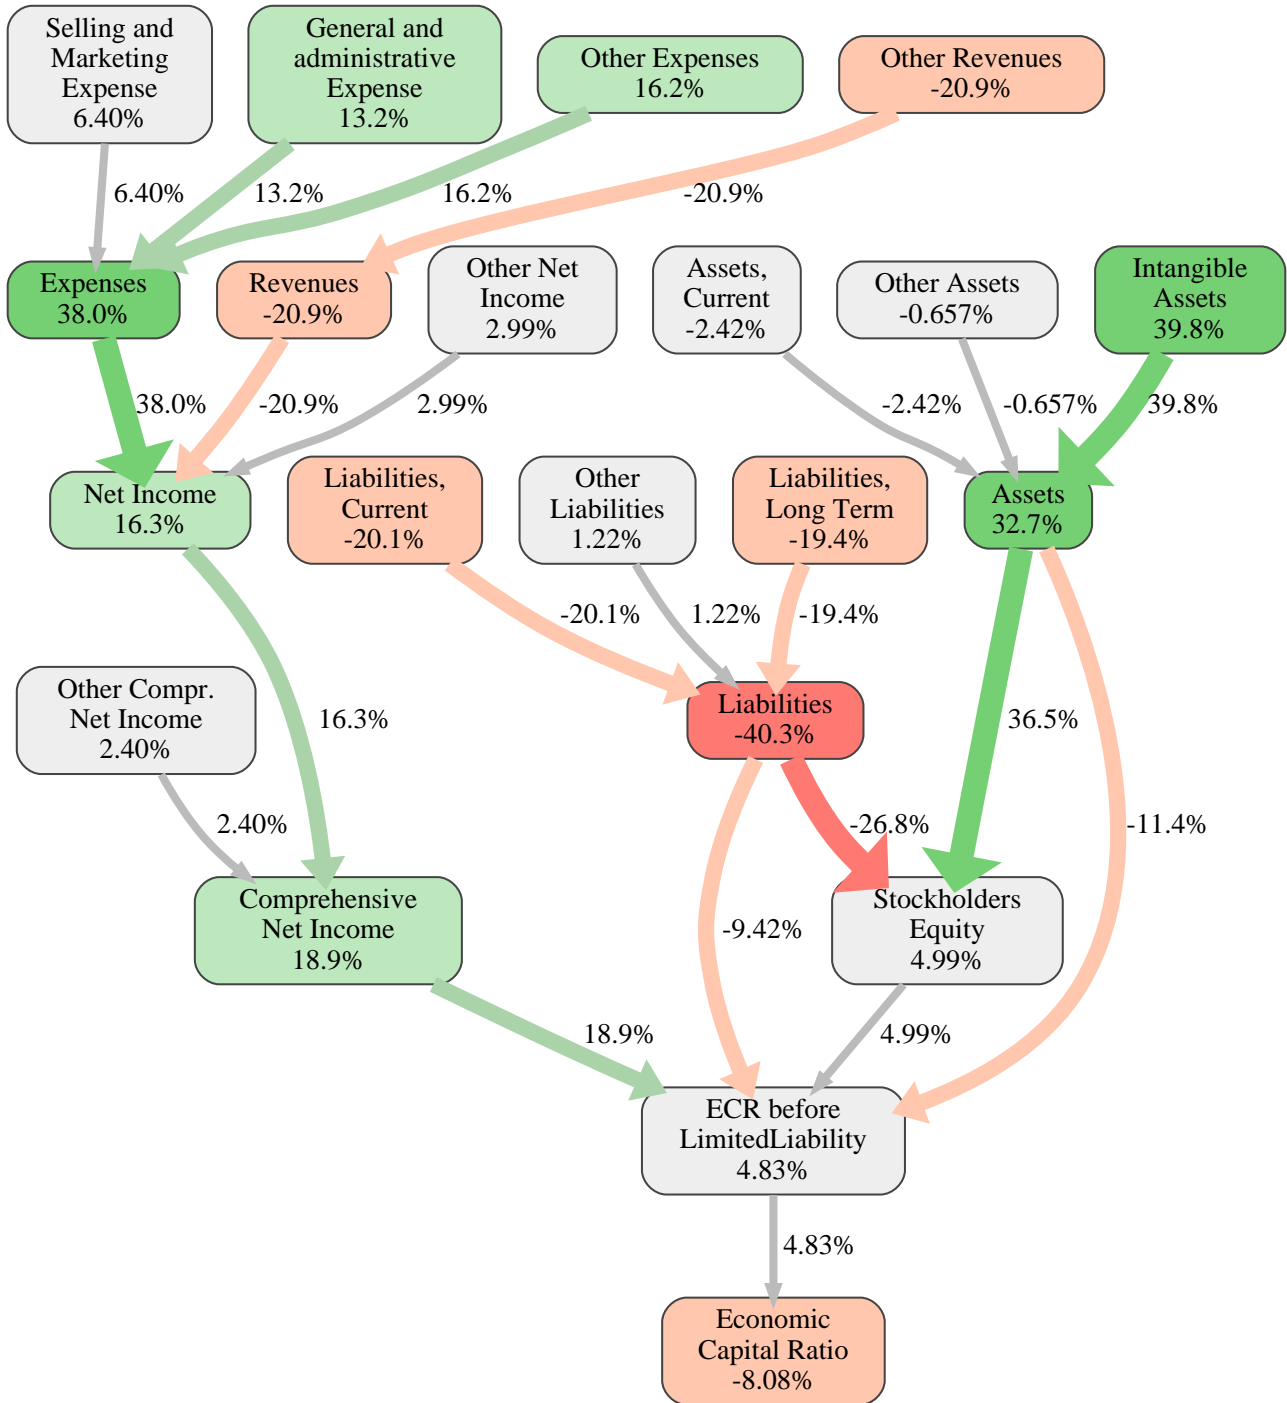 Selling and
Marketing
Expense
6.40%
General and
administrative
Expense
13.2%
Other Expenses
16.2%
Other Revenues
-20.9%
6.40%
13.2%
16.2%
-20.9%
Expenses
38.0%
Revenues
-20.9%
Other Net
Income
2.99%
Assets,
Current
-2.42%
Other Assets
-0.657%
Intangible
Assets
39.8%
38.0%
-20.9%
2.99%
-2.42%
-0.657%
39.8%
Net Income
16.3%
Liabilities,
Current
-20.1%
Other
Liabilities
1.22%
Liabilities,
Long Term
-19.4%
Assets
32.7%
-20.1%
1.22%
-19.4%
Other Compr.
Net Income
2.40%
16.3%
Liabilities
-40.3%
36.5%
2.40%
-26.8%
-11.4%
Comprehensive
Net Income
18.9%
-9.42%
Stockholders
Equity
4.99%
18.9%
4.99%
ECR before
LimitedLiability
4.83%
4.83%
Economic
Capital Ratio
-8.08%